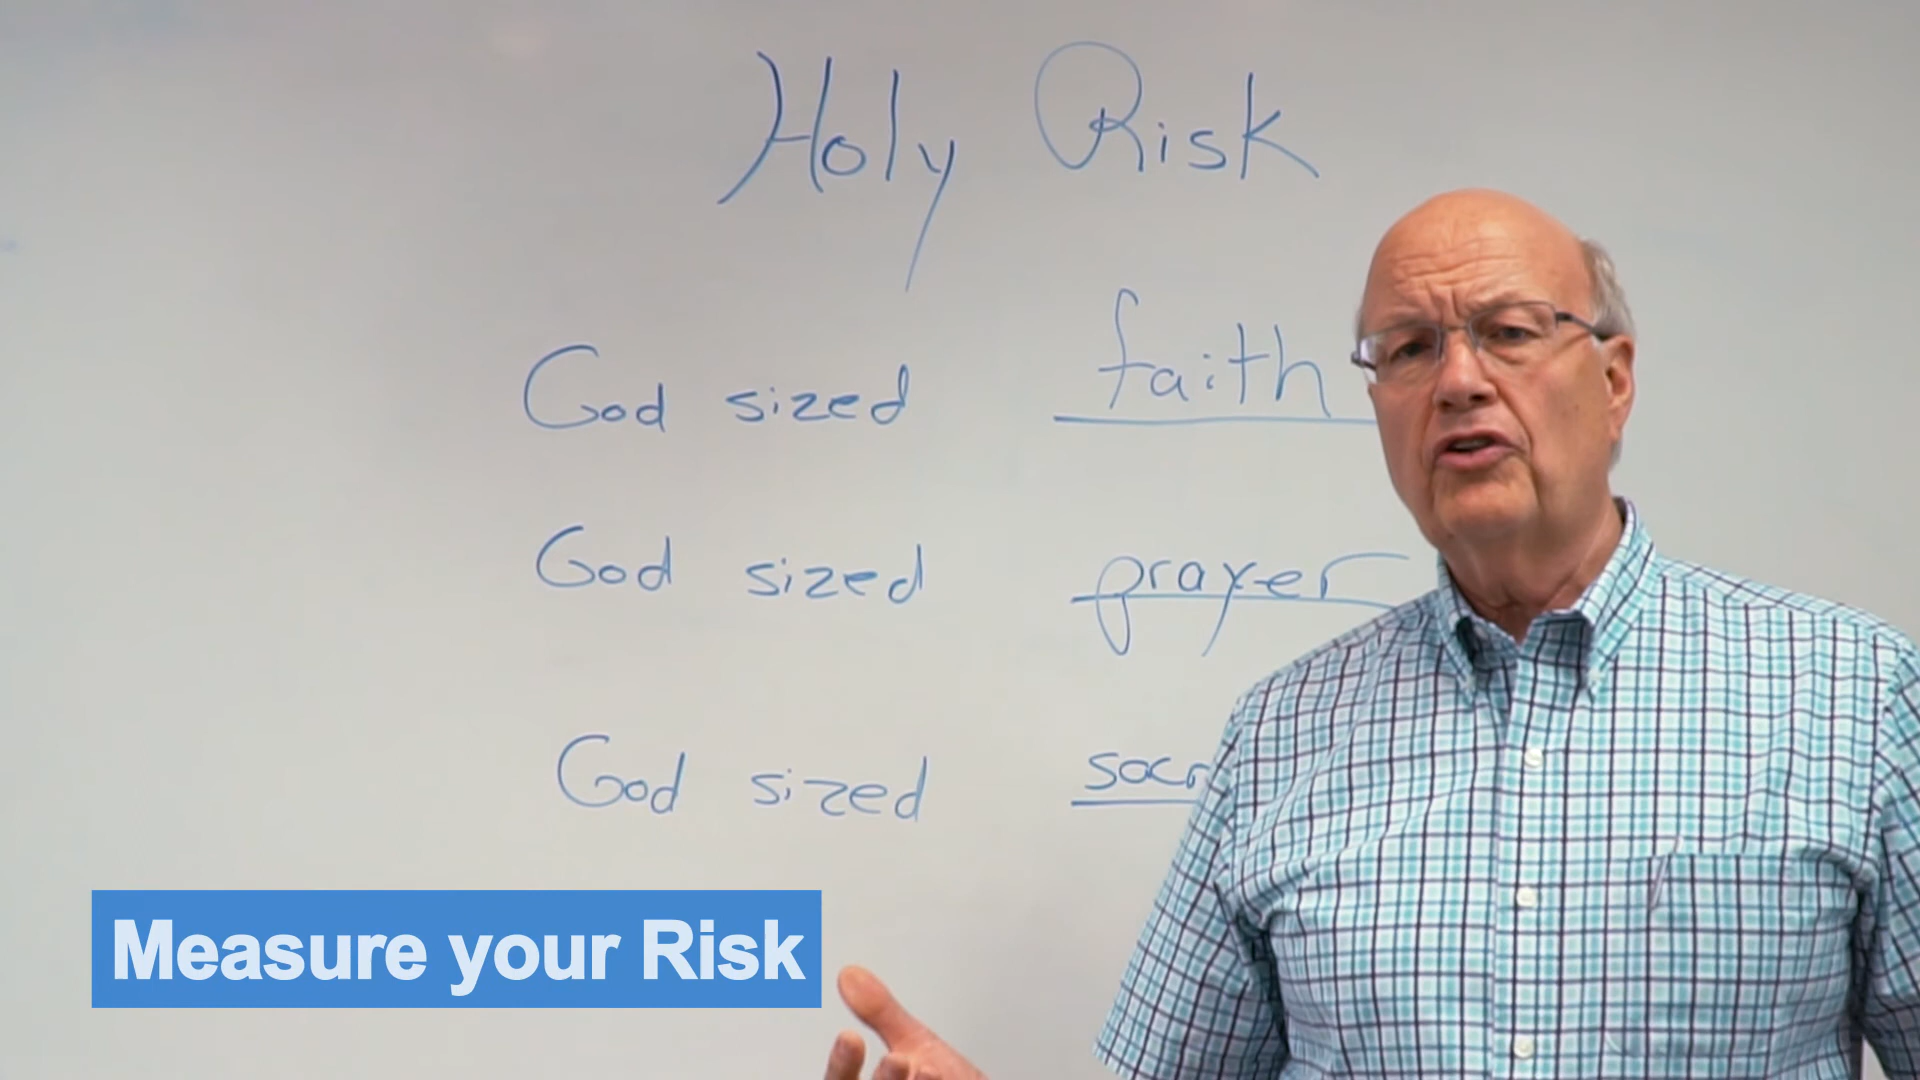 Holy Risk
God sized faith
God sized prayer
God sized
Measure your Risk